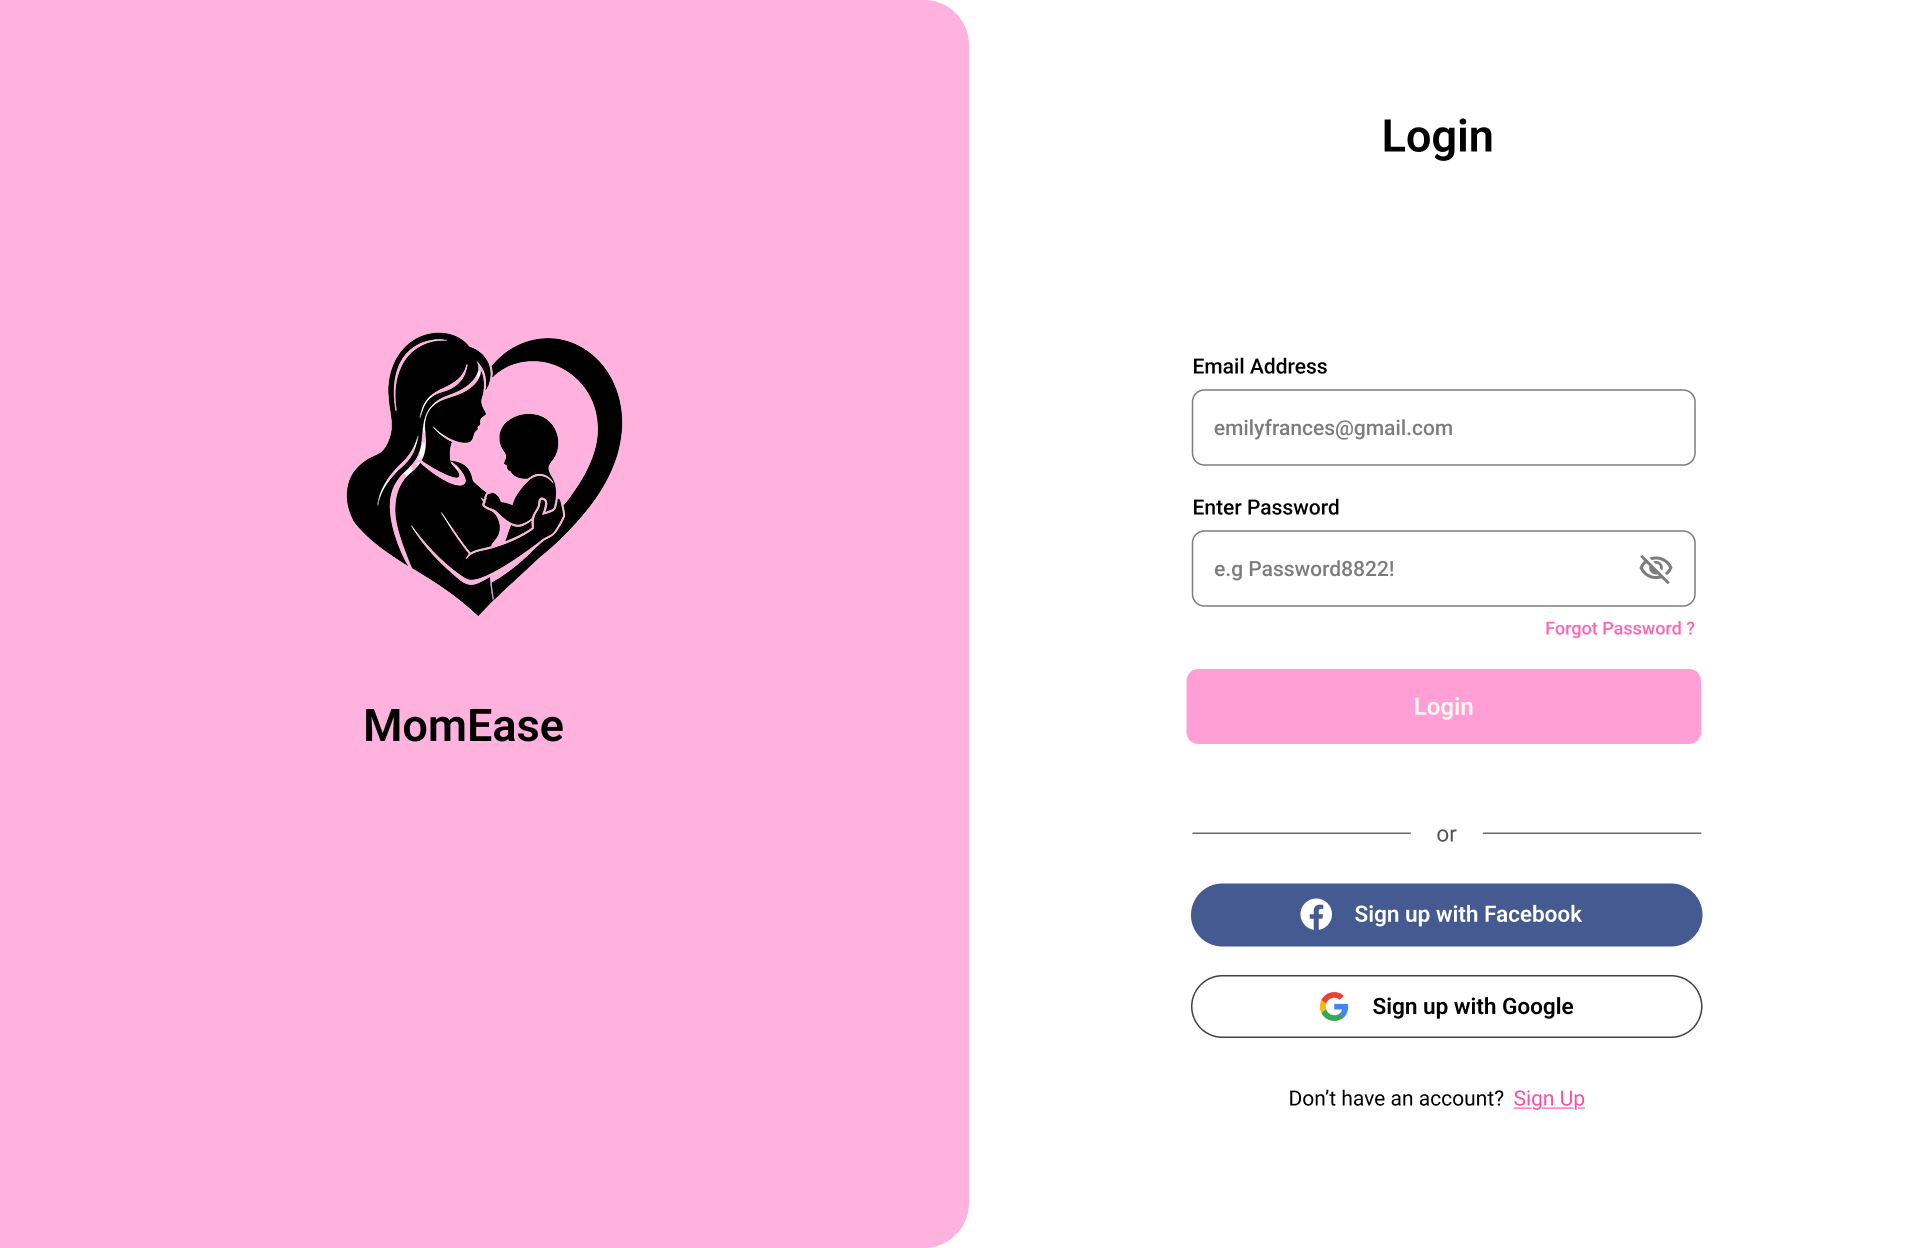 MomEase
Login
Email Address
emilyfrances@gmail.com
Enter Password
e.g Password8822!
Forgot Password ?
Login
or
Sign up with Facebook
Sign up with Google
Don’t have an account? Sign Up